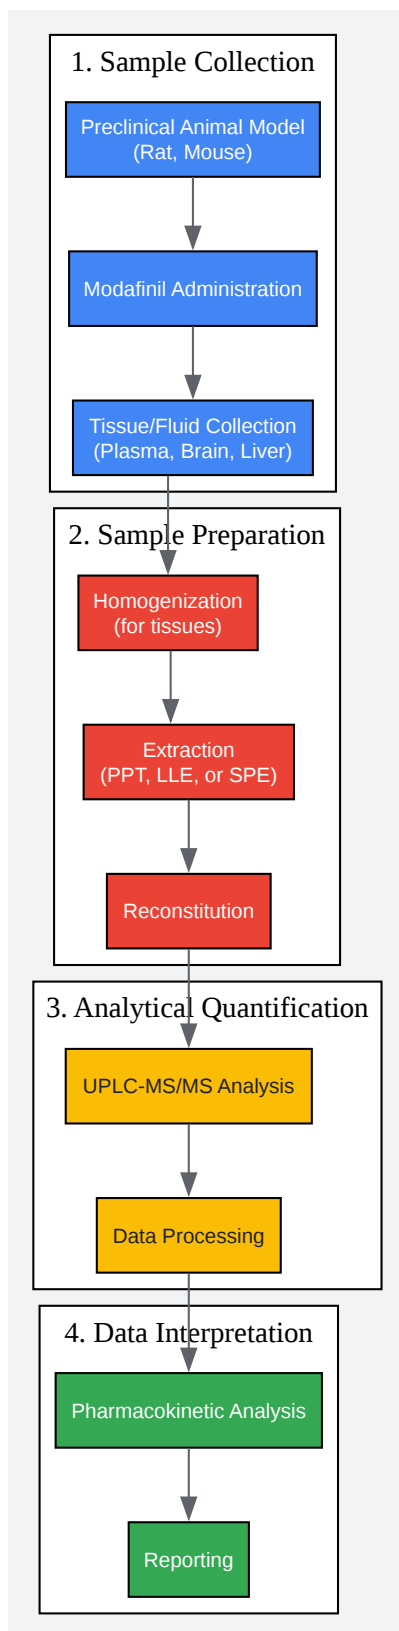 1. Sample Collection
Preclinical Animal Model
(Rat, Mouse)
Modafinil Administration
Tissue/Fluid Collection
(Plasma, Brain, Liver)
2. Sample Preparation
Homogenization
(for tissues)
Extraction
(PPT, LLE, or SPE)
Reconstitution
3. Analytical Quantification
UPLC-MS/MS Analysis
Data Processing
4. Data Interpretation
Pharmacokinetic Analysis
Reporting